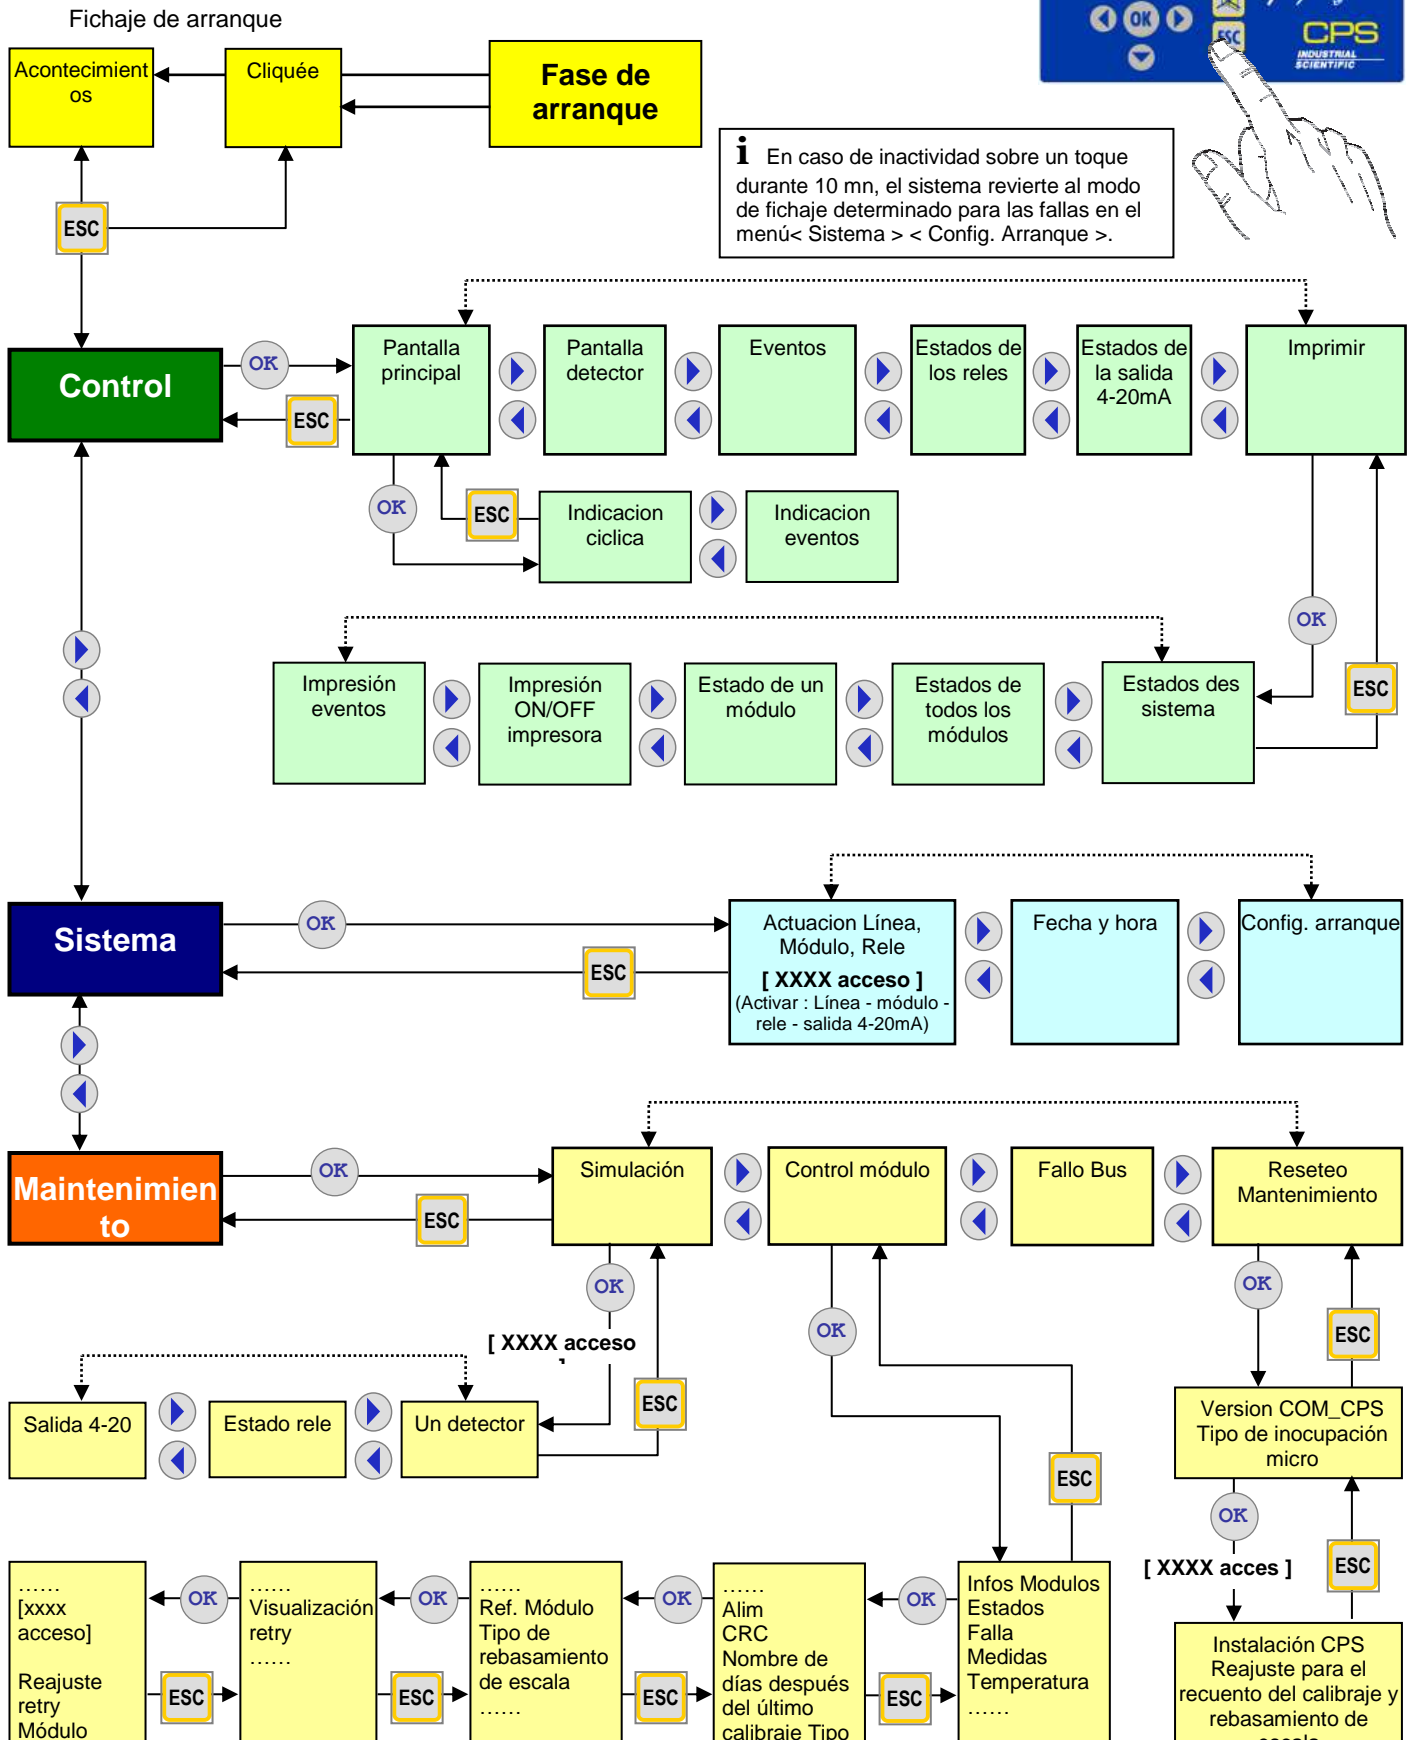 Fichaje de arranque
OK
ESC
CPS
INDUSTRIAL
SCIENTIFIC
Acontecimient
os
Cliquée
Fase de
arranque
i En caso de inactividad sobre un toque
durante 10 mn, el sistema revierte al modo
de fichaje determinado para las fallas en el
menú< Sistema > < Config. Arranque >.
ESC
Control
OK
ESC
Pantalla
principal
Pantalla
detector
Eventos
Estados de
los reles
Estados de
la salida
4-20mA
Imprimir
OK
ESC
Indicacion
ciclica
Indicacion
eventos
OK
ESC
Impresión
eventos
Impresión
ON/OFF
impresora
Estado de un
módulo
Estados de
todos los
módulos
Estados des
sistema
Sistema
OK
ESC
Actuacion Línea,
Módulo, Rele
[ XXXX acceso ]
(Activar : Línea - módulo -
rele - salida 4-20mA)
Fecha y hora
Config. arranque
Maintenimien
to
OK
ESC
Simulación
Control módulo
Fallo Bus
Reseteo
Mantenimiento
OK
[ XXXX acceso
]
ESC
OK
ESC
OK
ESC
Salida 4-20
Estado rele
Un detector
Version COM_CPS
Tipo de inocupación
micro
OK
[ XXXX acces ]
ESC
……
[xxxx
acceso]
Reajuste
retry
Módulo
OK
ESC
……
Visualización
retry
……
OK
ESC
……
Ref. Módulo
Tipo de
rebasamiento
de escala
……
OK
ESC
……
Alim
CRC
Nombre de
días después
del último
calibraje Tipo
OK
ESC
Infos Modulos
Estados
Falla
Medidas
Temperatura
……
Instalación CPS
Reajuste para el
recuento del calibraje y
rebasamiento de
escala